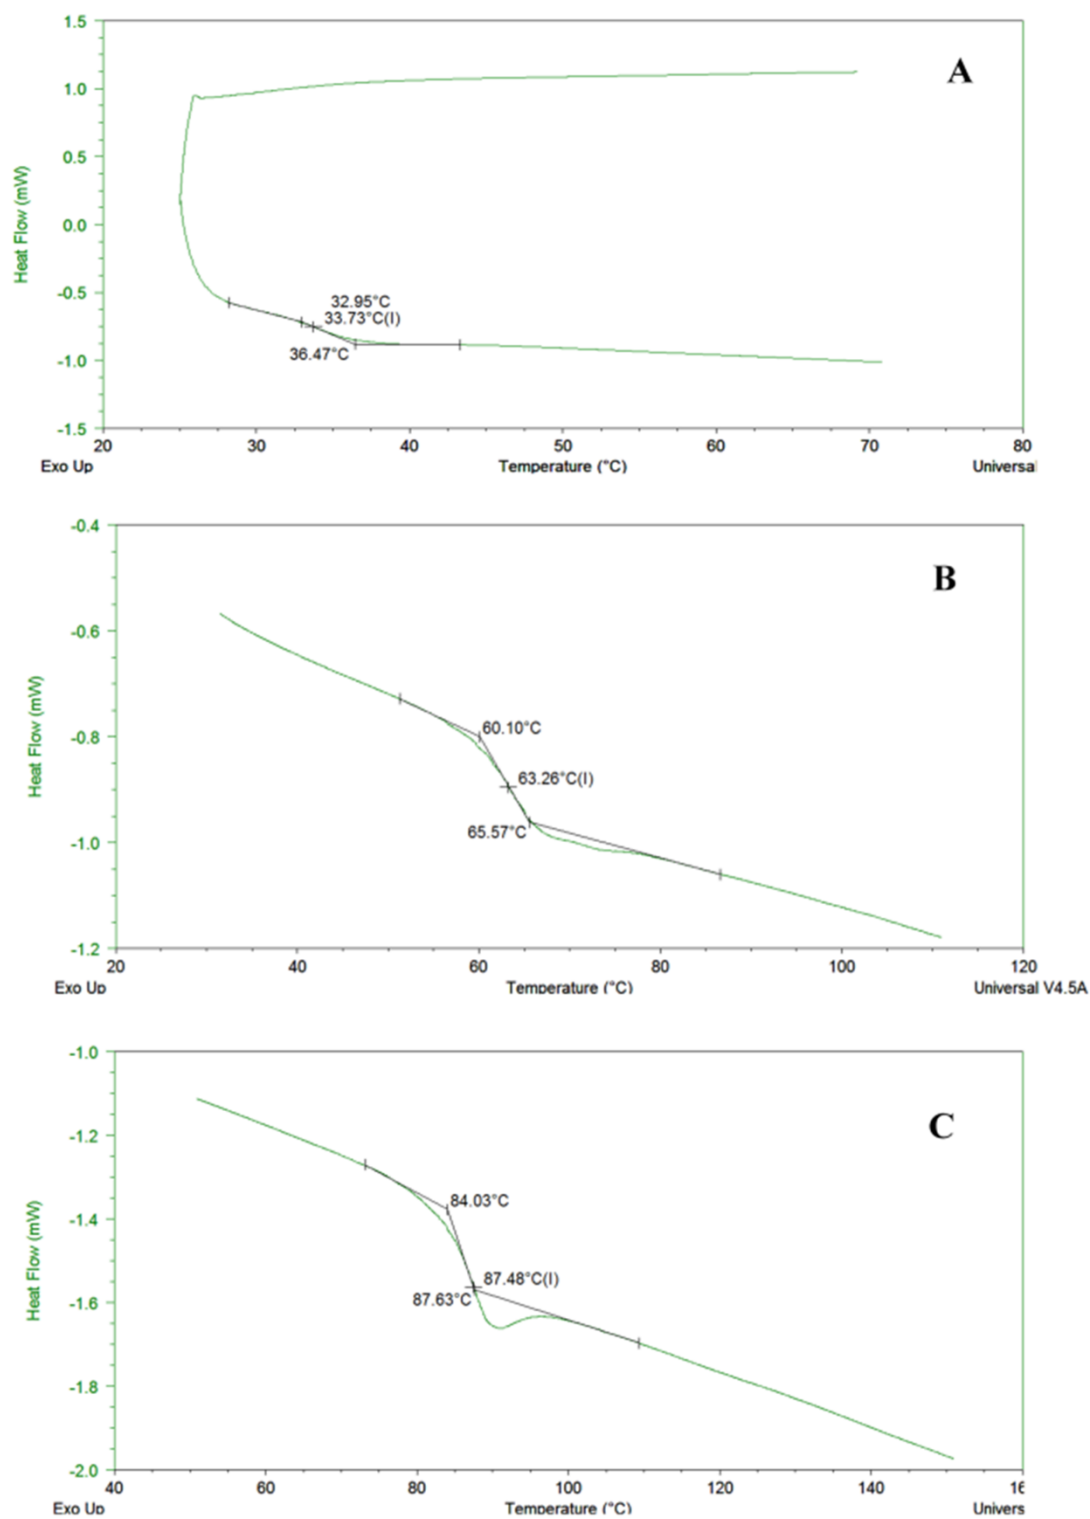 1.5
A
1.0
0.5
Heat Flow (mW)
0.0
-0.5
32.95°C
33.73°C(I)
36.47°C
-1.0
-1.5
20 30 40 50 60 70 80
Exo Up Temperature (°C) Universal
-0.4
B
-0.6
Heat Flow (mW)
60.10°C
-0.8
63.26°C(I)
65.57°C
-1.0
-1.2
20 40 60 80 100 120
Exo Up Temperature (°C) Universal V4.5A
-1.0
C
-1.2
84.03°C
Heat Flow (mW)
-1.4
87.48°C(I)
87.63°C
-1.6
-1.8
-2.0
40 60 80 100 120 140 16
Exo Up Temperature (°C) Univers